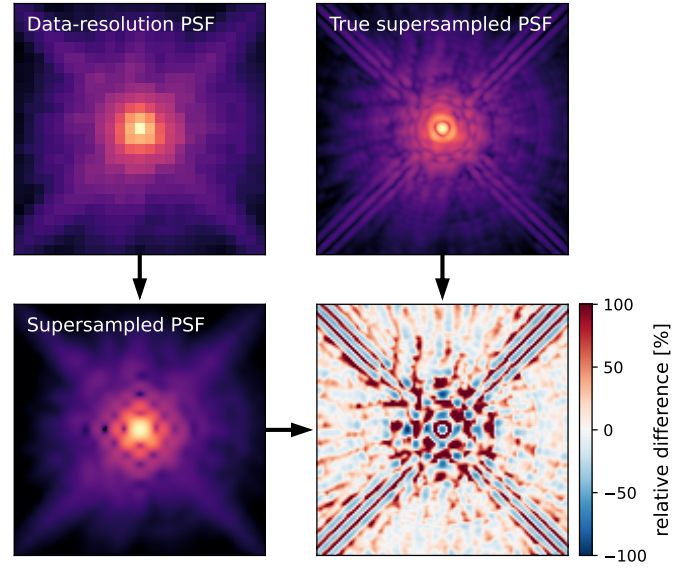 Data-resolution PSF
True supersampled PSF
Supersampled PSF
100
50
0
−50
−100
relative difference [%]